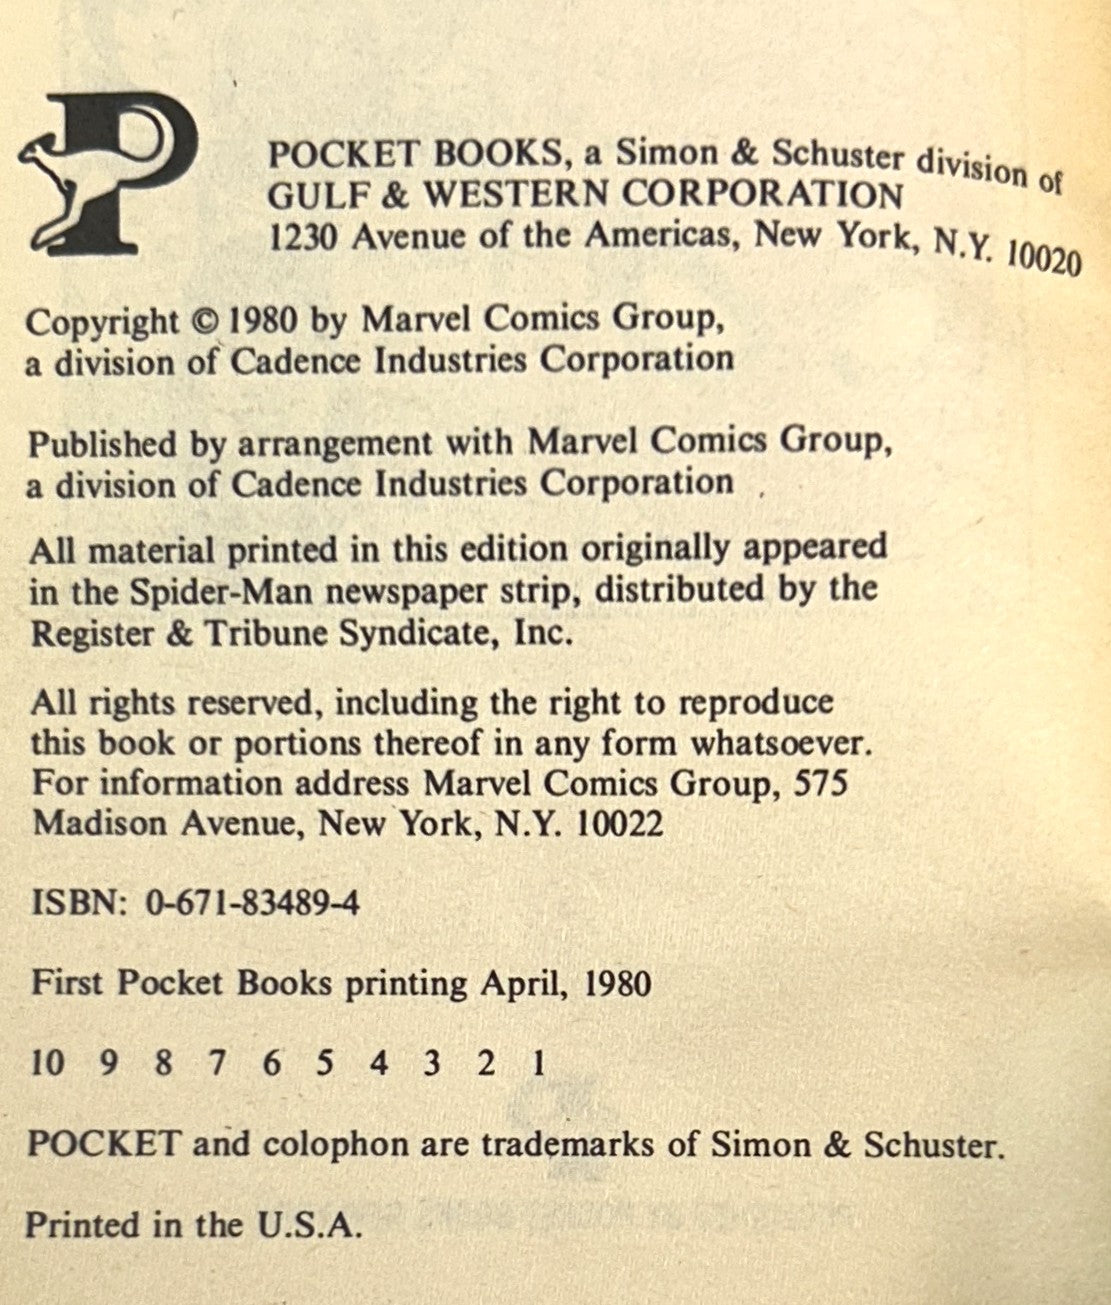 P
POCKET BOOKS, a Simon & Schuster division of
GULF & WESTERN CORPORATION
1230 Avenue of the Americas, New York, N.Y. 10020
Copyright © 1980 by Marvel Comics Group,
a division of Cadence Industries Corporation
Published by arrangement with Marvel Comics Group,
a division of Cadence Industries Corporation
All material printed in this edition originally appeared
in the Spider-Man newspaper strip, distributed by the
Register & Tribune Syndicate, Inc.
All rights reserved, including the right to reproduce
this book or portions thereof in any form whatsoever.
For information address Marvel Comics Group, 575
Madison Avenue, New York, N.Y. 10022
ISBN: 0-671-83489-4
First Pocket Books printing April, 1980
10 9 8 7 6 5 4 3 2 1
POCKET and colophon are trademarks of Simon & Schuster.
Printed in the U.S.A.